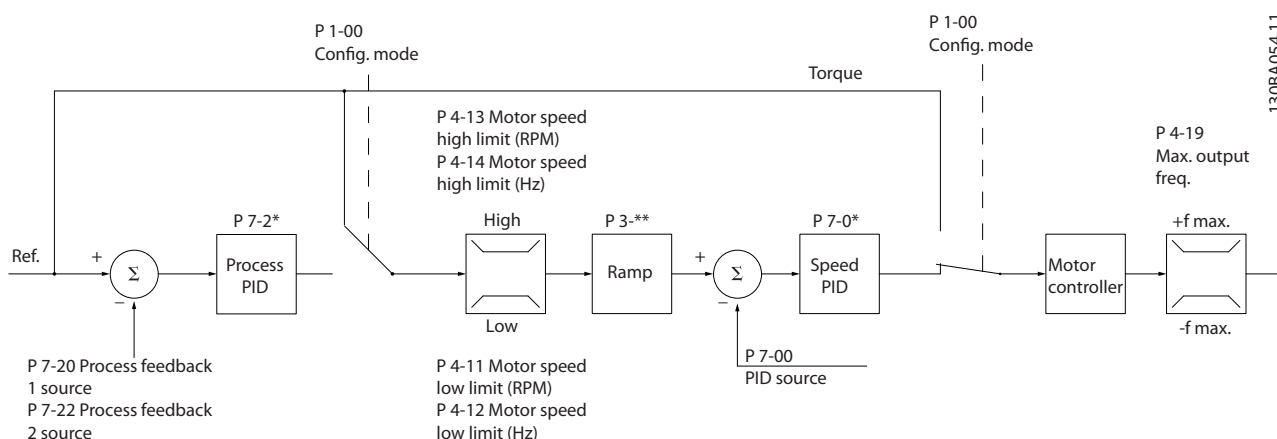 P 1-00
Config. mode
P 1-00
Config. mode
130BA054.11
Torque
P 4-13 Motor speed
high limit (RPM)
P 4-14 Motor speed
high limit (Hz)
P 4-19
Max. output
freq.
P 7-2*
High
P 3-**
P 7-0*
+f max.
Ref.
+
Σ
Process
PID
Ramp
+
Σ
Speed
PID
Motor
controller
–
–
Low
-f max.
P 7-20 Process feedback
1 source
P 7-22 Process feedback
2 source
P 4-11 Motor speed
low limit (RPM)
P 4-12 Motor speed
low limit (Hz)
P 7-00
PID source